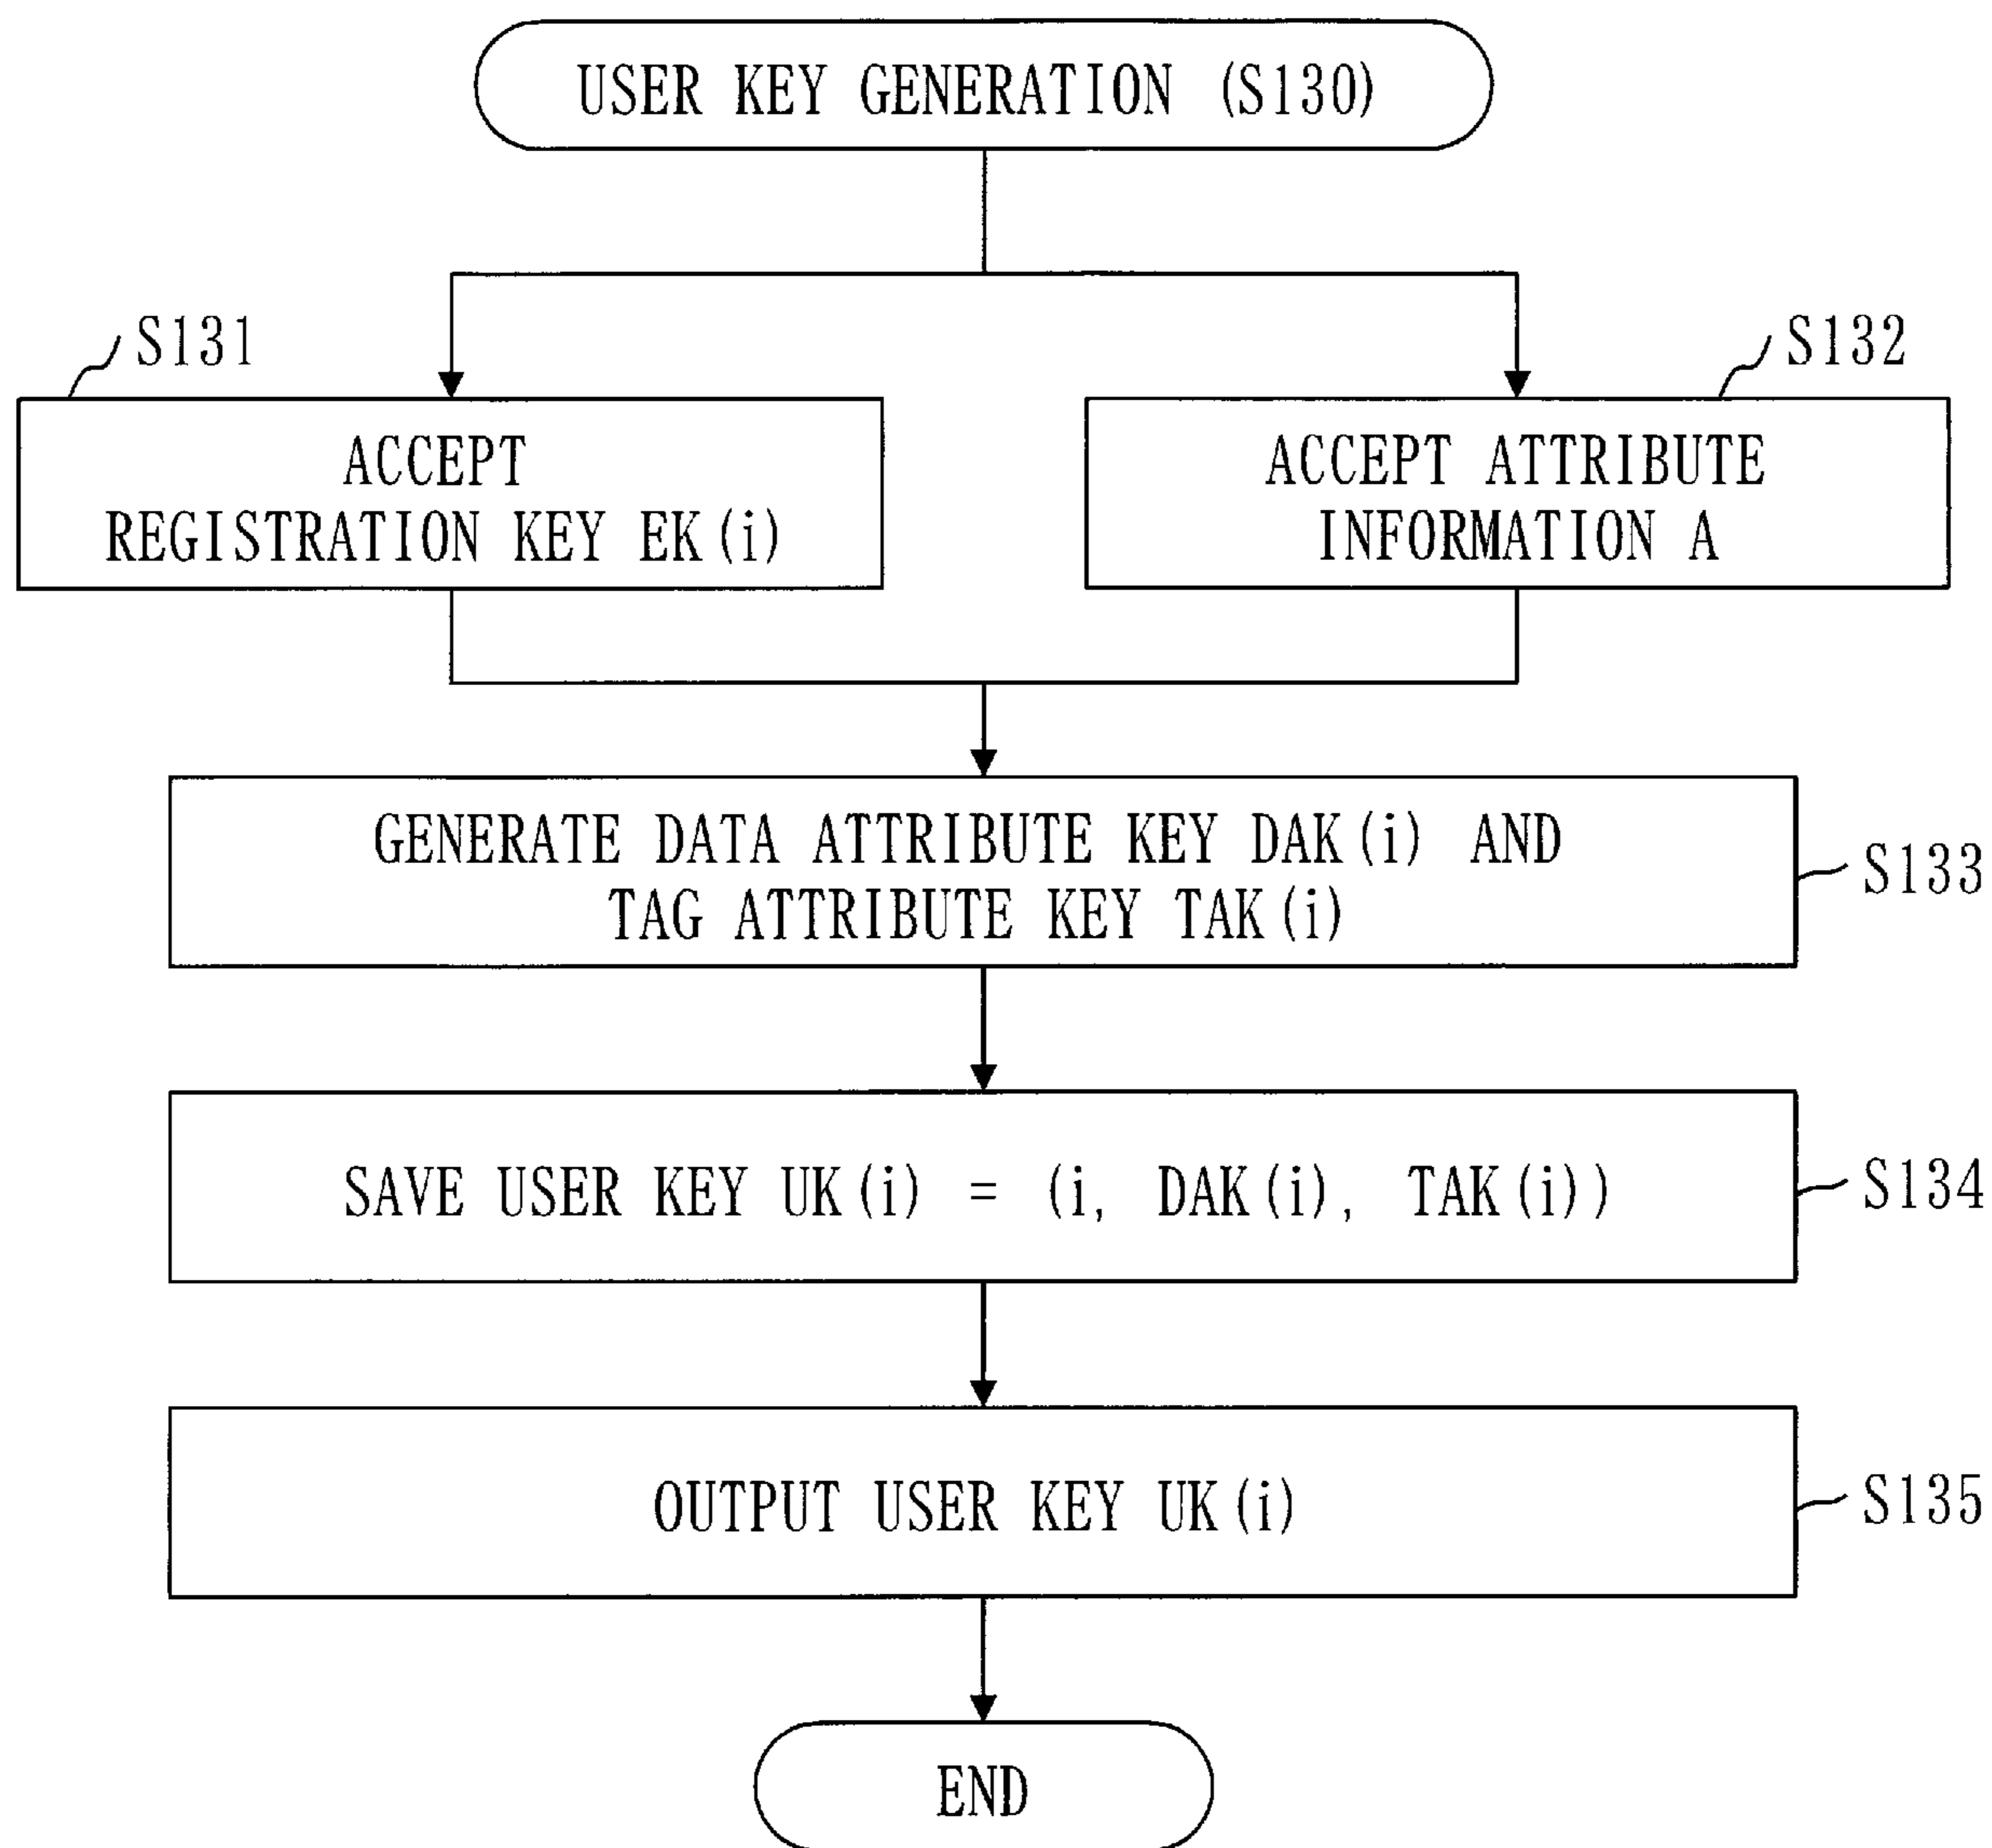 USER KEY GENERATION (S130)
S131
S132
ACCEPT
REGISTRATION KEY EK(i)
ACCEPT ATTRIBUTE
INFORMATION A
GENERATE DATA ATTRIBUTE KEY DAK(i) AND
TAG ATTRIBUTE KEY TAK(i)
S133
SAVE USER KEY UK(i) = (i, DAK(i), TAK(i))
S134
OUTPUT USER KEY UK(i)
S135
END